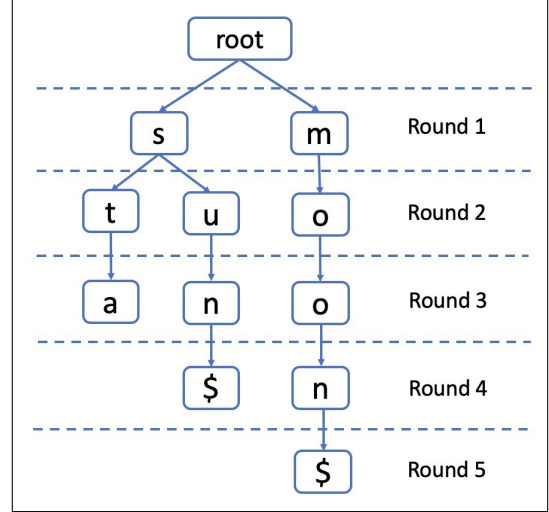 root
s m Round 1
t u o Round 2
a n o Round 3
$ n Round 4
$ Round 5